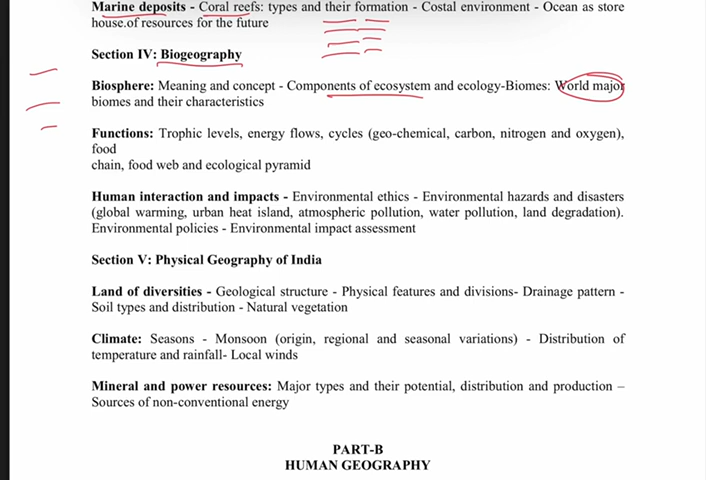 Marine deposits - Coral reefs: types and their formation - Costal environment - Ocean as store
house.of resources for the future
Section IV: Biogeography
Biosphere: Meaning and concept - Components of ecosystem and ecology-Biomes: World major
biomes and their characteristics
Functions: Trophic levels, energy flows, cycles (geo-chemical, carbon, nitrogen and oxygen),
food
chain, food web and ecological pyramid
Human interaction and impacts - Environmental ethics - Environmental hazards and disasters
(global warming, urban heat island, atmospheric pollution, water pollution, land degradation).
Environmental policies - Environmental impact assessment
Section V: Physical Geography of India
Land of diversities - Geological structure - Physical features and divisions- Drainage pattern -
Soil types and distribution - Natural vegetation
Climate: Seasons - Monsoon (origin, regional and seasonal variations) - Distribution of
temperature and rainfall- Local winds
Mineral and power resources: Major types and their potential, distribution and production –
Sources of non-conventional energy
PART-B
HUMAN GEOGRAPHY